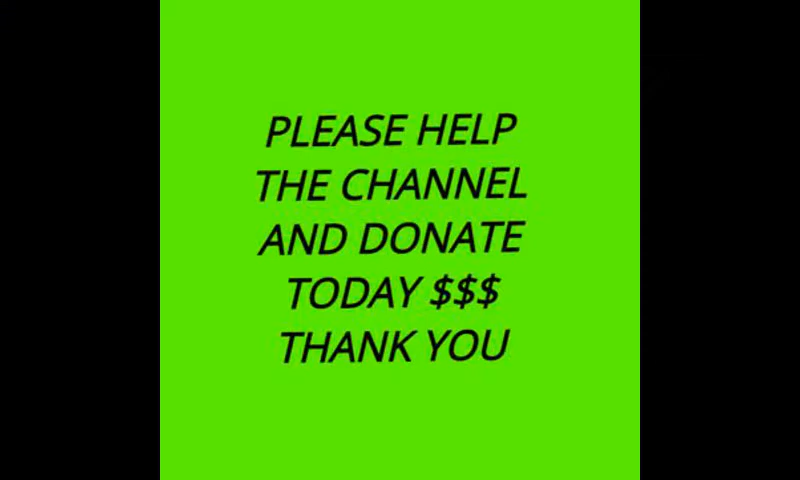 PLEASE HELP
THE CHANNEL
AND DONATE
TODAY $$$
THANK YOU